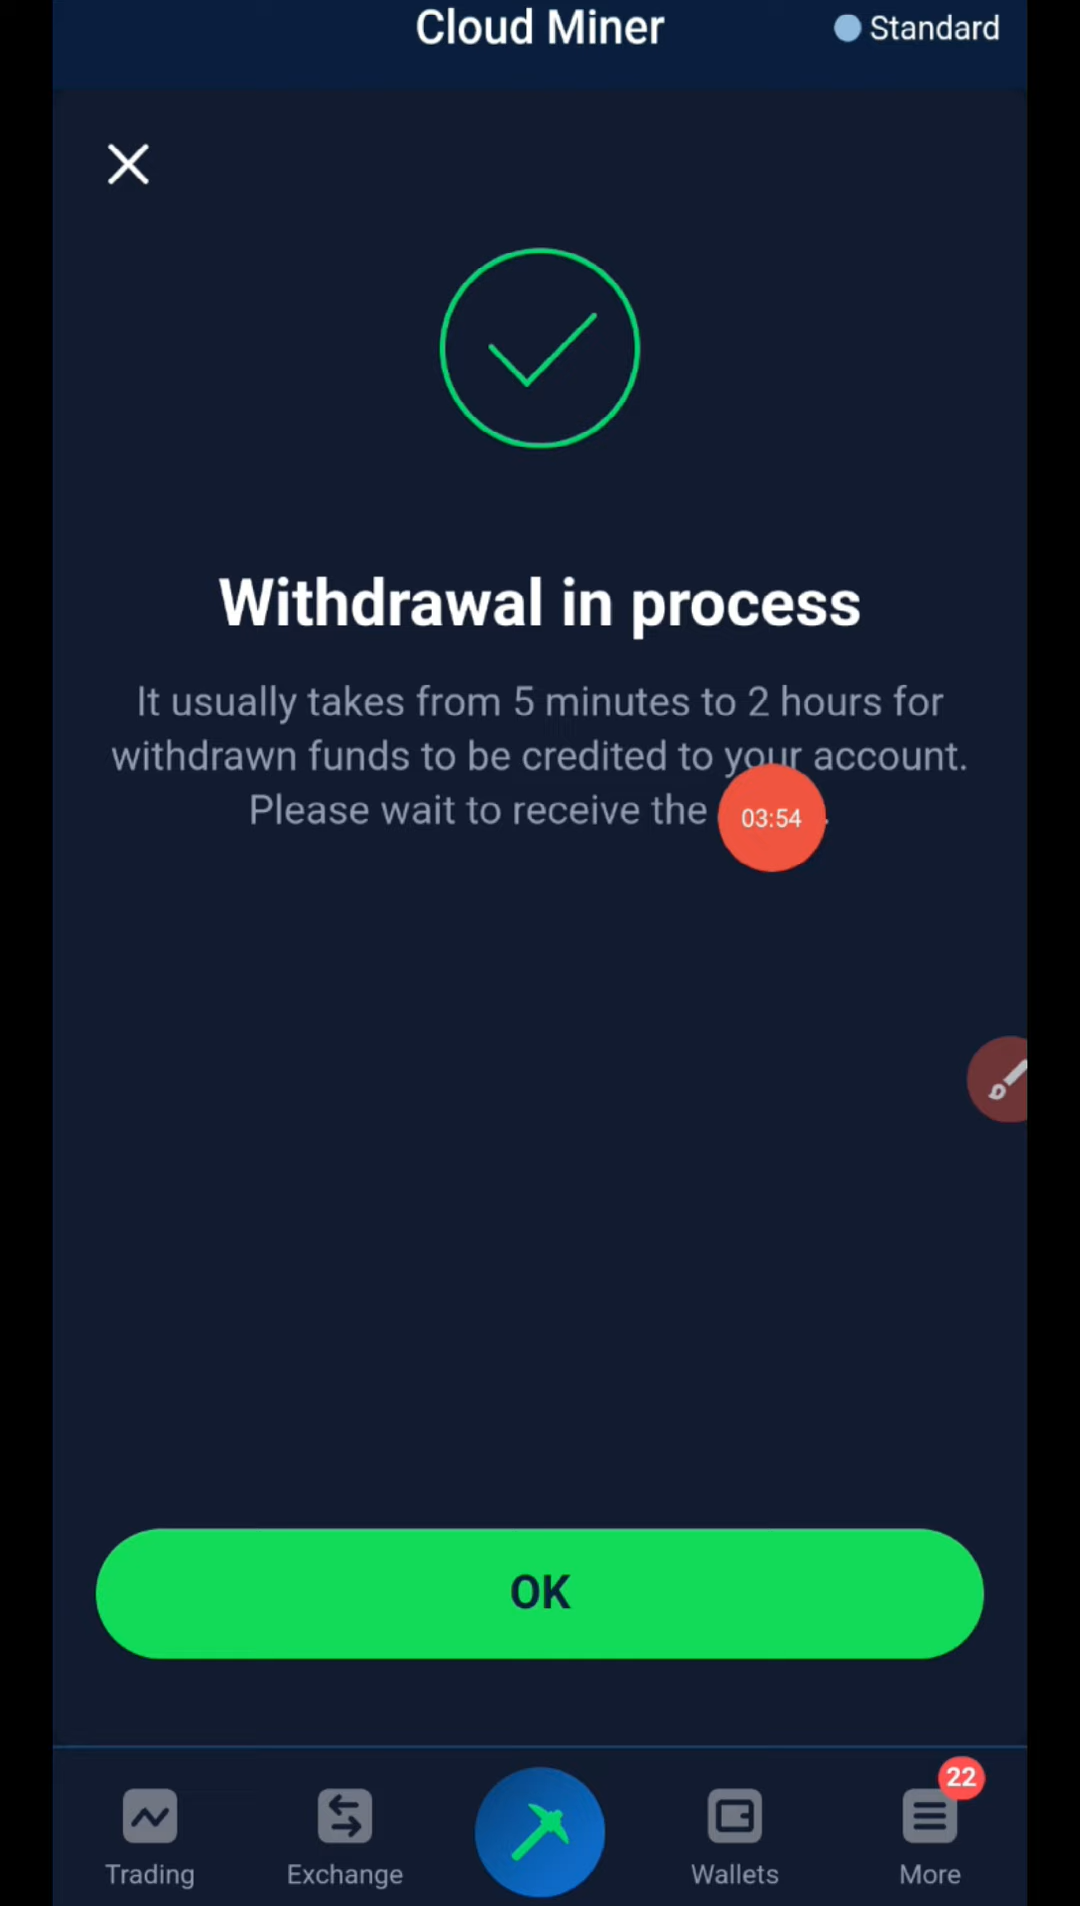 Cloud Miner
Standard
Withdrawal in process
It usually takes from 5 minutes to 2 hours for
withdrawn funds to be credited to your account.
Please wait to receive the .
03:54
OK
22
Trading
Exchange
Wallets
More